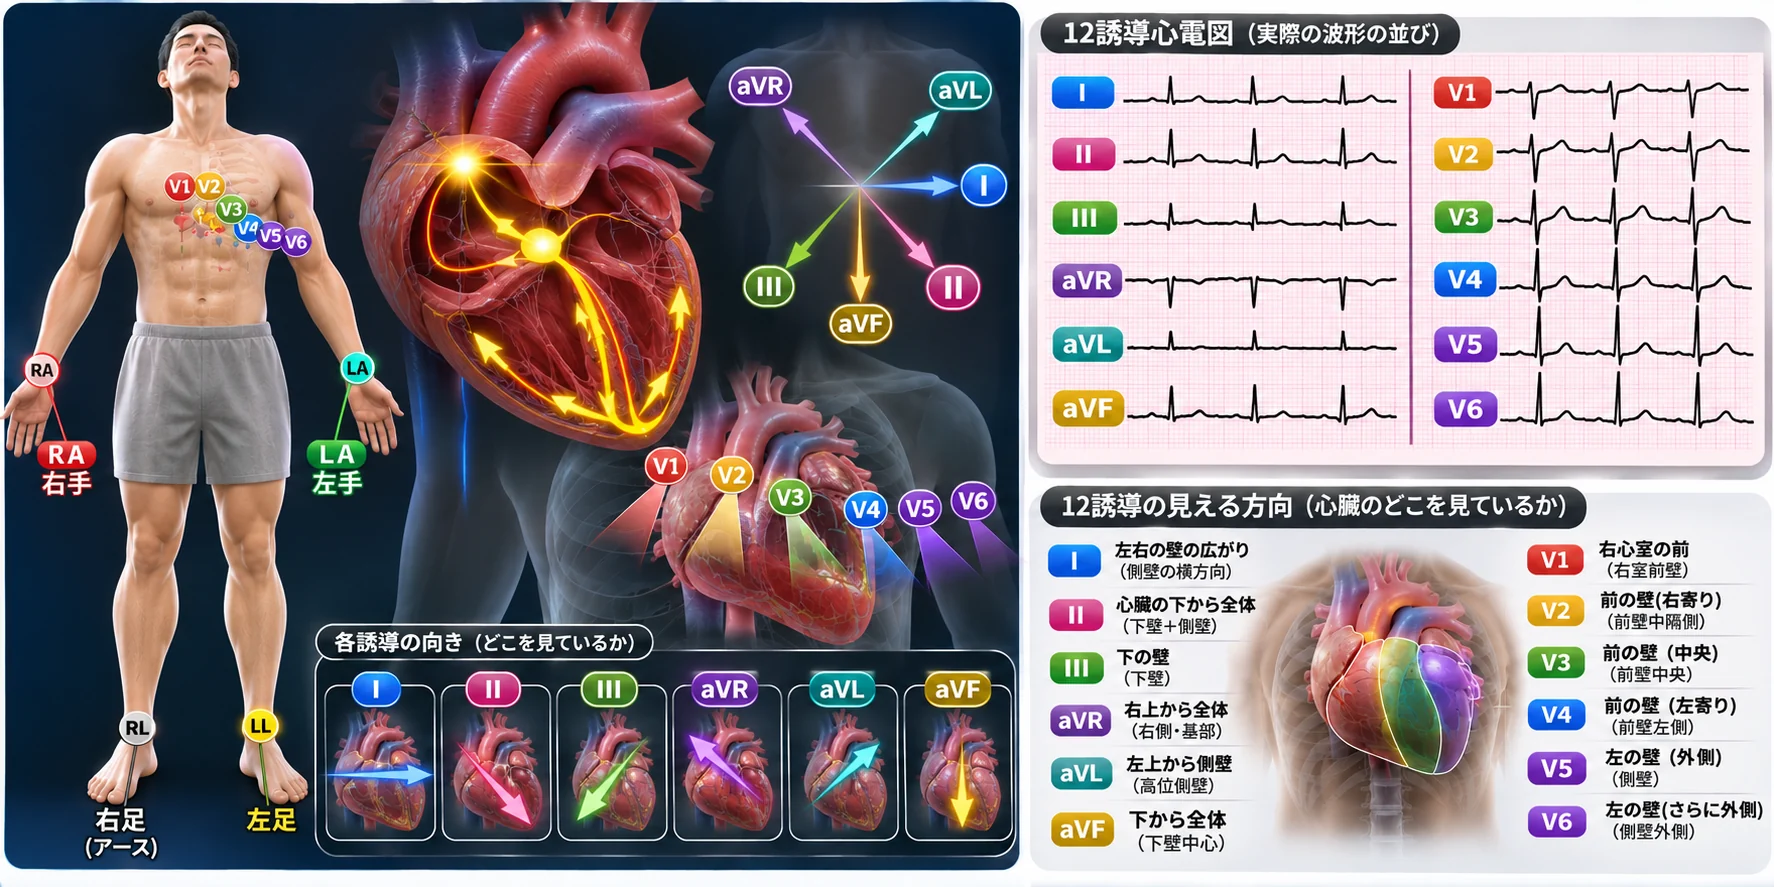 V1
V2
V3
V4
V5
V6
RA
LA
RA
右手
LA
左手
RL
LL
右足
(アース)
左足
aVR
aVL
I
III
II
aVF
V1
V2
V3
V4
V5
V6
各誘導の向き（どこを見ているか）
I
II
III
aVR
aVL
aVF
12誘導心電図（実際の波形の並び）
I
II
III
aVR
aVL
aVF
V1
V2
V3
V4
V5
V6
12誘導の見える方向（心臓のどこを見ているか）
I
左右の壁の広がり
（側壁の横方向）
II
心臓の下から全体
（下壁＋側壁）
III
下の壁
（下壁）
aVR
右上から全体
（右側・基部）
aVL
左上から側壁
（高位側壁）
aVF
下から全体
（下壁中心）
V1
右心室の前
（右室前壁）
V2
前の壁(右寄り)
（前壁中隔側）
V3
前の壁（中央）
（前壁中央）
V4
前の壁（左寄り）
（前壁左側）
V5
左の壁（外側）
（側壁）
V6
左の壁(さらに外側)
（側壁外側）